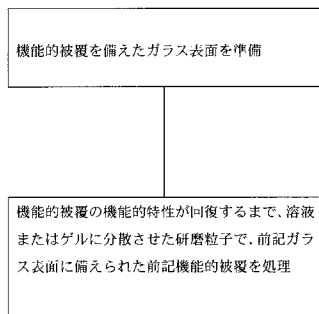 機能的被覆を備えたガラス表面を準備
機能的被覆の機能的特性が回復するまで、溶液
またはゲルに分散させた研磨粒子で、前記ガラ
ス表面に備えられた前記機能的被覆を処理